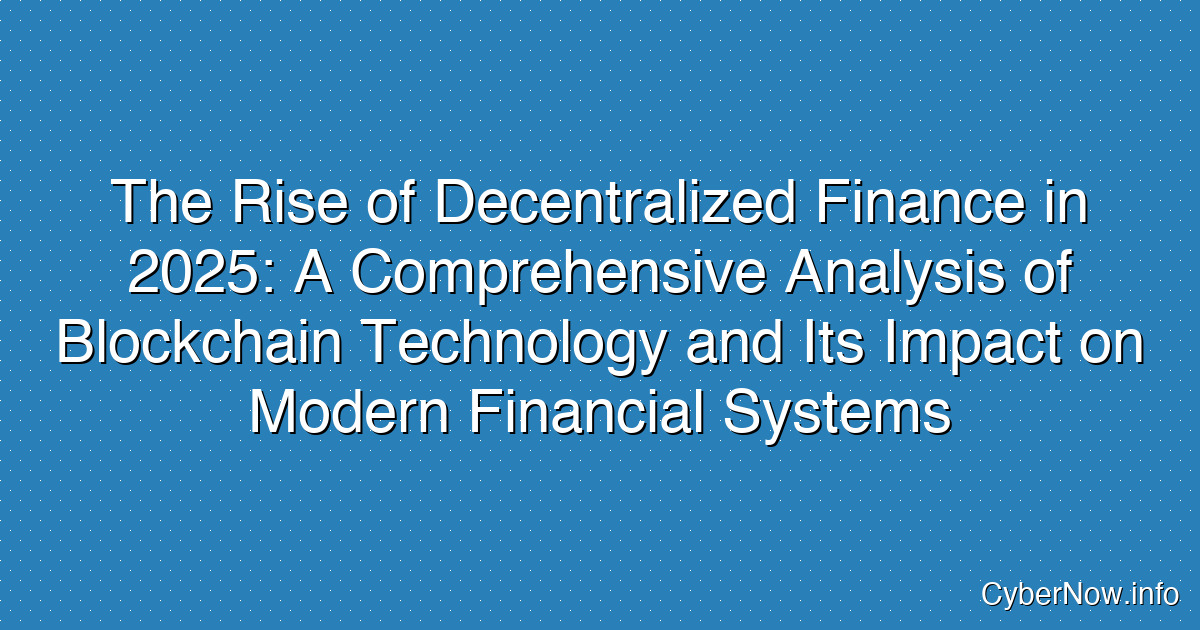 The Rise of Decentralized Finance in
2025: A Comprehensive Analysis of
Blockchain Technology and Its Impact on
Modern Financial Systems
CyberNow.info